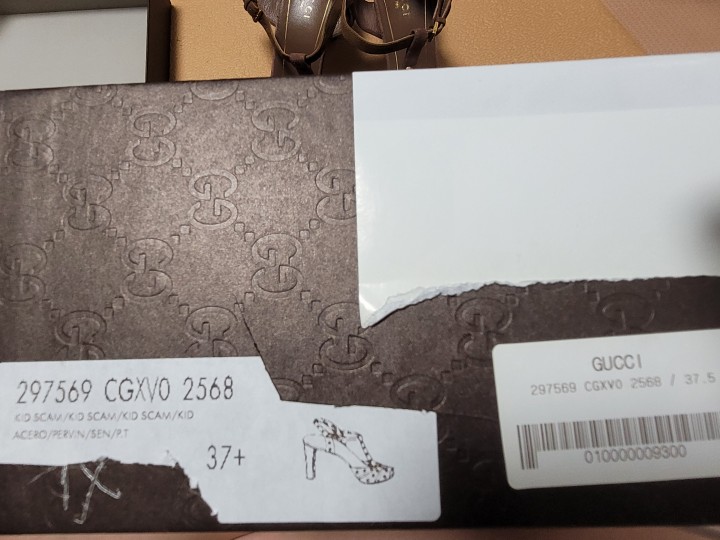 GUCCI
297569 CGXV0 2568 / 37.5
010000009300
297569 CGXV0 2568
KID SCAM/KID SCAM/KID SCAM/KID
ACERO/PERV.N/SEN/P.T
37+